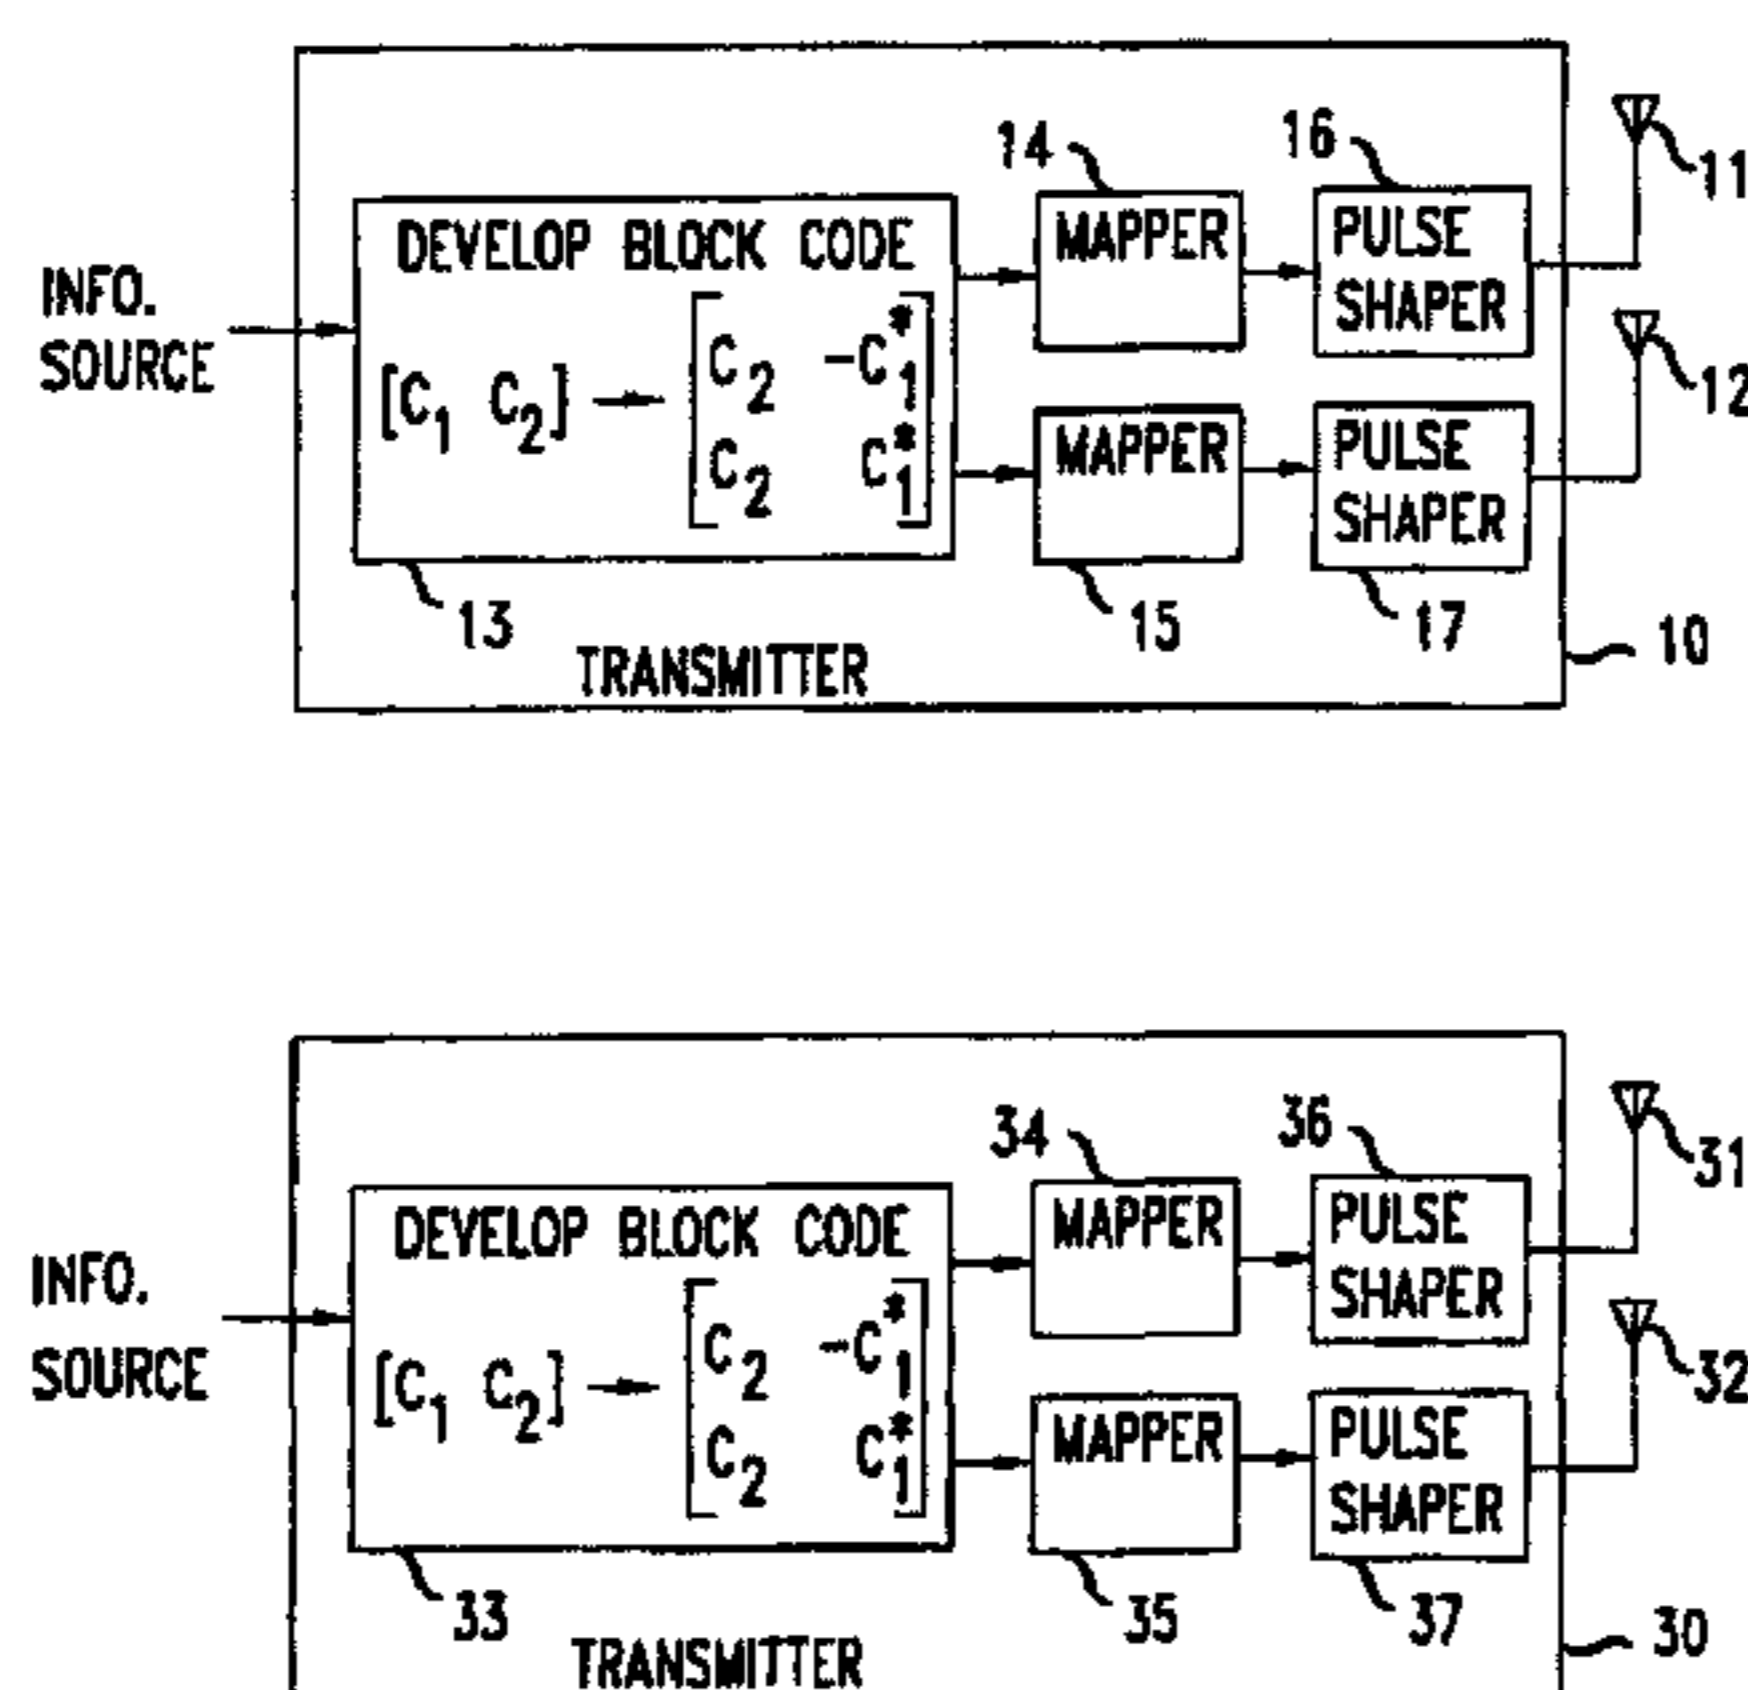 14
16
11
DEVELOP BLOCK CODE
MAPPER
PULSE
SHAPER
INFO.
SOURCE
[C1 C2] → [C2 -C1*
C2 C1*]
12
MAPPER
PULSE
SHAPER
13
15
17
10
TRANSMITTER
34
36
31
DEVELOP BLOCK CODE
MAPPER
PULSE
SHAPER
INFO.
SOURCE
[C1 C2] → [C2 -C1*
C2 C1*]
32
MAPPER
PULSE
SHAPER
33
35
37
30
TRANSMITTER